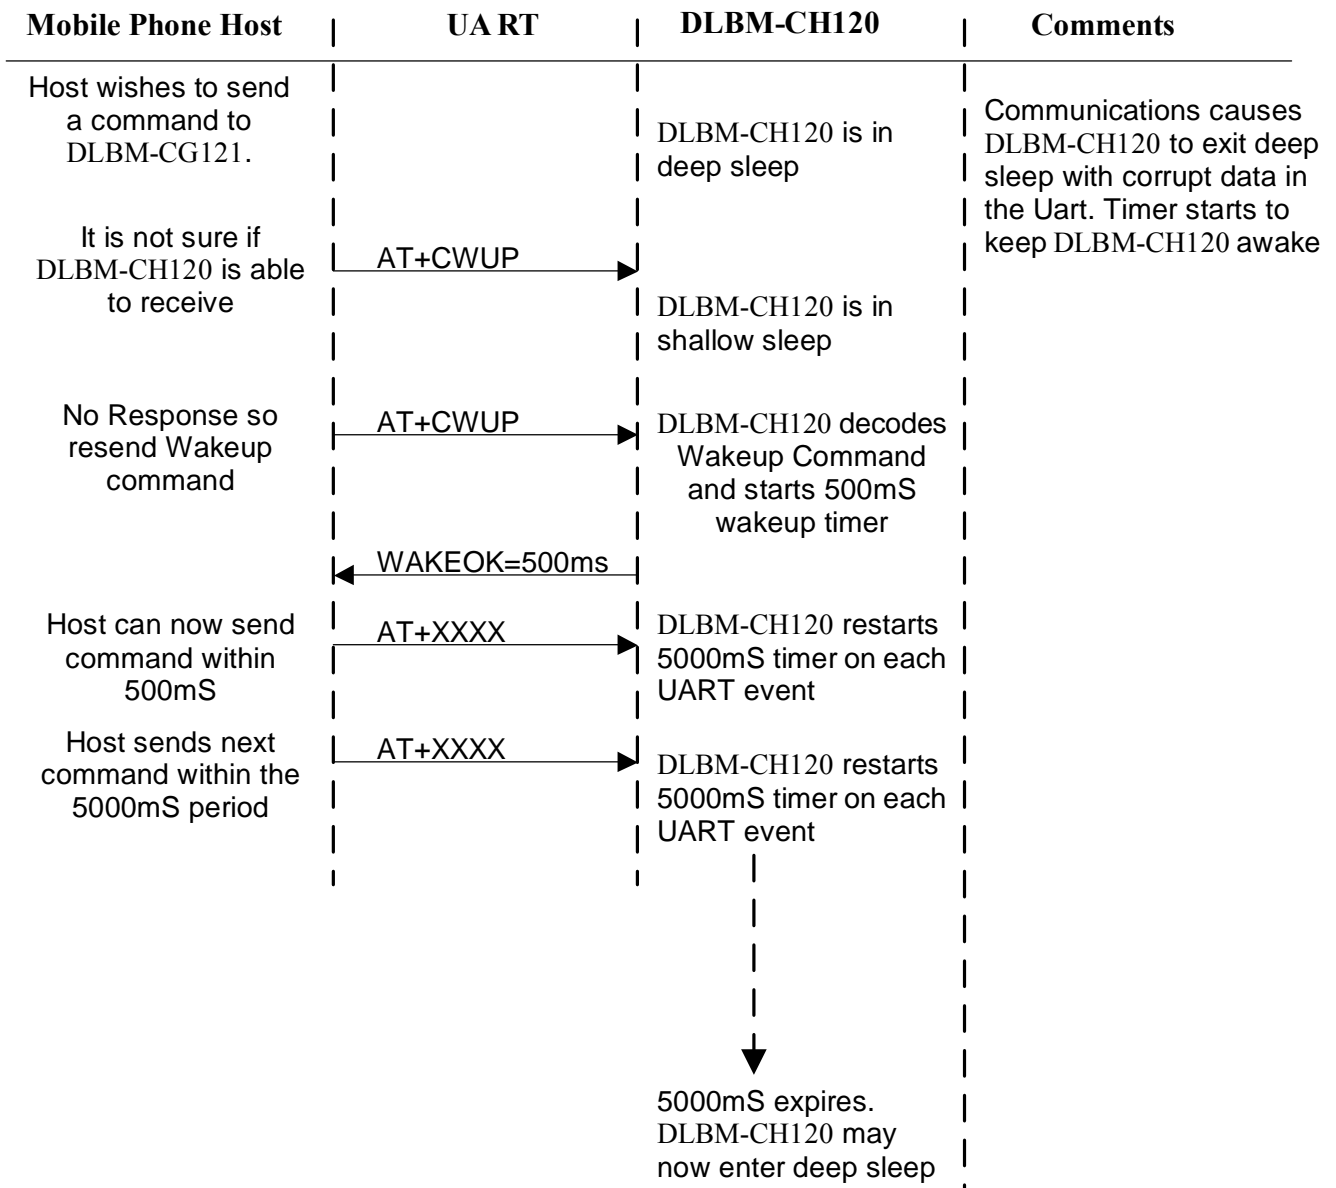 Mobile Phone Host
UART
DLBM-CH120
Comments
Host wishes to send
a command to
DLBM-CG121.
DLBM-CH120 is in
deep sleep
Communications causes
DLBM-CH120 to exit deep
sleep with corrupt data in
the Uart. Timer starts to
keep DLBM-CH120 awake
It is not sure if
DLBM-CH120 is able
to receive
AT+CWUP
DLBM-CH120 is in
shallow sleep
No Response so
resend Wakeup
command
AT+CWUP
DLBM-CH120 decodes
Wakeup Command
and starts 500mS
wakeup timer
WAKEOK=500ms
Host can now send
command within
500mS
AT+XXXX
DLBM-CH120 restarts
5000mS timer on each
UART event
Host sends next
command within the
5000mS period
AT+XXXX
DLBM-CH120 restarts
5000mS timer on each
UART event
5000mS expires.
DLBM-CH120 may
now enter deep sleep